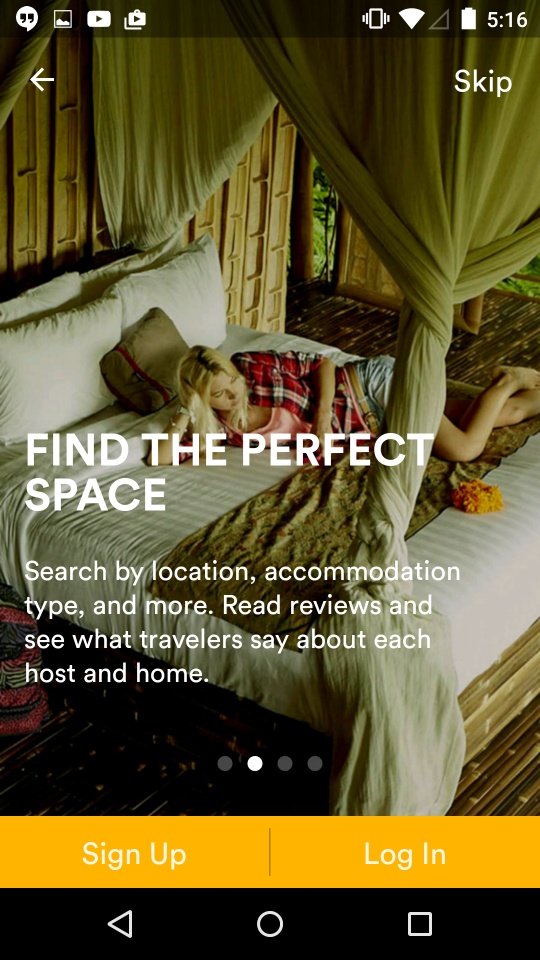 5:16
Skip
FIND THE PERFECT
SPACE
Search by location, accommodation
type, and more. Read reviews and
see what travelers say about each
host and home.
Sign Up
Log In